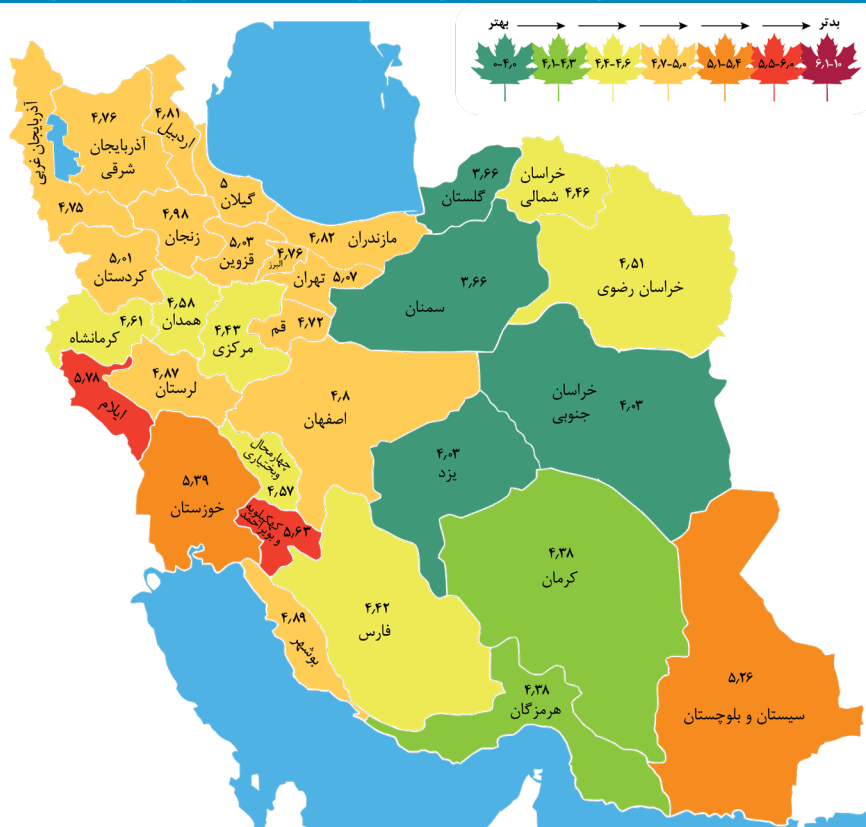 بهتر
بدتر
۰-۴٫۰
۴٫۱-۴٫۳
۴٫۴-۴٫۶
۴٫۷-۵٫۰
۵٫۱-۵٫۴
۵٫۵-۶٫۰
۶٫۱-۱۰
آذربایجان غربی
۴٫۷۵
۴٫۷۶
آذربایجان
شرقی
۴٫۸۱
اردبیل
۵
گیلان
۴٫۹۸
زنجان
۵٫۰۳
قزوین
۴٫۷۶
البرز
۴٫۸۲ مازندران
تهران ۵٫۰۷
۳٫۶۶
گلستان
خراسان
شمالی ۴٫۴۶
۴٫۵۱
خراسان رضوی
۳٫۶۶
سمنان
۵٫۰۱
کردستان
۴٫۵۸
همدان
۴٫۶۱
کرمانشاه
۴٫۴۳
مرکزی
قم ۴٫۷۲
۵٫۷۸
ایلام
۴٫۸۷
لرستان
۴٫۸
اصفهان
خراسان
جنوبی
۴٫۰۳
۴٫۰۳
یزد
چهارمحال
وبختیاری
۴٫۵۷
۵٫۳۹
خوزستان
کهکیلویه
و بویراحمد
۵٫۶۳
۴٫۳۸
کرمان
۴٫۴۲
فارس
۴٫۸۹
بوشهر
۴٫۳۸
هرمزگان
۵٫۲۶
سیستان و بلوچستان